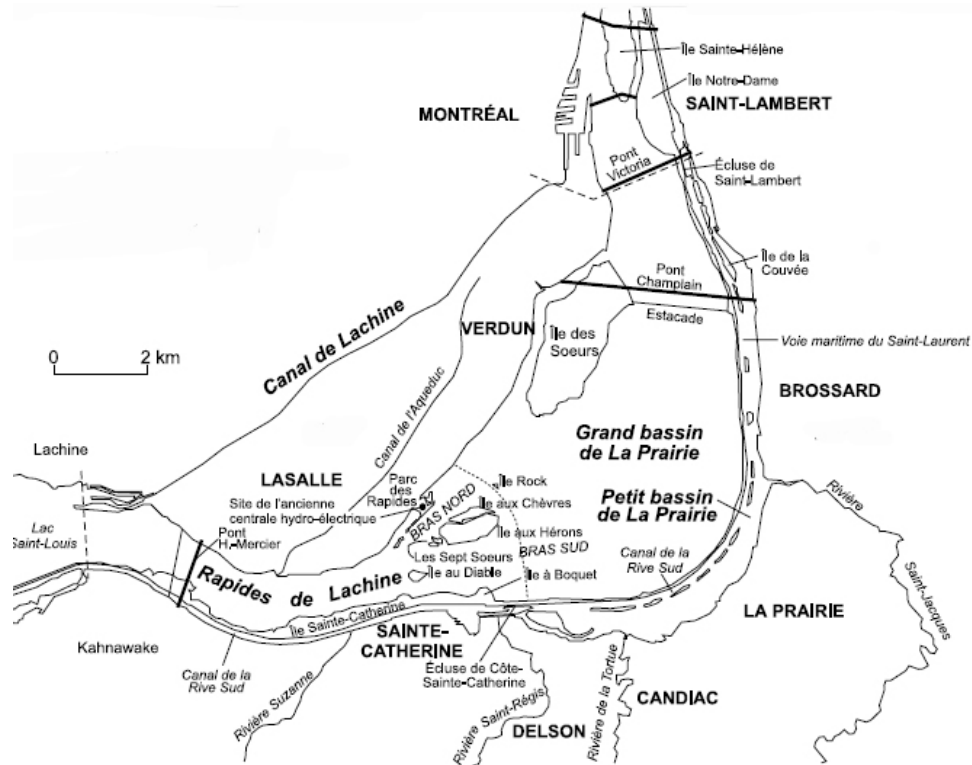 Île Sainte-Hélène
Île Notre-Dame
MONTRÉAL
SAINT-LAMBERT
Pont
Victoria
Écluse de
Saint-Lambert
Île de la
Couvée
Pont
Champlain
Estacade
VERDUN
Île des
Soeurs
Voie maritime du Saint-Laurent
0 2 km
Canal de Lachine
Canal de l'Aqueduc
BROSSARD
Grand bassin
de La Prairie
Lachine
LASALLE
Parc
des
Rapides
Île Rock
Petit bassin
de La Prairie
Rivière
Saint-Jacques
Site de l'ancienne
centrale hydro-électrique
BRAS NORD
Île aux Chèvres
Île aux Hérons
BRAS SUD
Lac
Saint-Louis
Pont
H.-Mercier
Les Sept Soeurs
Île au Diable
Île à Boquet
Canal de la
Rive Sud
Rapides de Lachine
Île Sainte-Catherine
LA PRAIRIE
Kahnawake
SAINTE-
CATHERINE
Canal de la
Rive Sud
Écluse de Côte-
Sainte-Catherine
Rivière Suzanne
Rivière Saint-Régis
DELSON
Rivière de la Tortue
CANDIAC